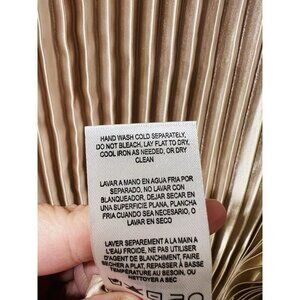 HAND WASH COLD SEPARATELY,
DO NOT BLEACH, LAY FLAT TO DRY,
COOL IRON AS NEEDED, OR DRY
CLEAN
LAVAR A MANO EN AGUA FRIA POR
SEPARADO, NO LAVAR CON
BLANQUEADOR, DEJAR SECAR EN
UNA SUPERFICIE PLANA, PLANCHA
FRIA CUANDO SEA NECESARIO, O
LAVAR EN SECO
LAVER SEPAREMENT A LA MAIN A
L'EAU FROIDE, NE PAS UTILISER
D'AGENT DE BLANCHIMENT, FAIRE
SECHER A PLAT, REPASSER À BASSE
TEMPÉRATURE AU BESOIN, OU
NETTOYER A SEC